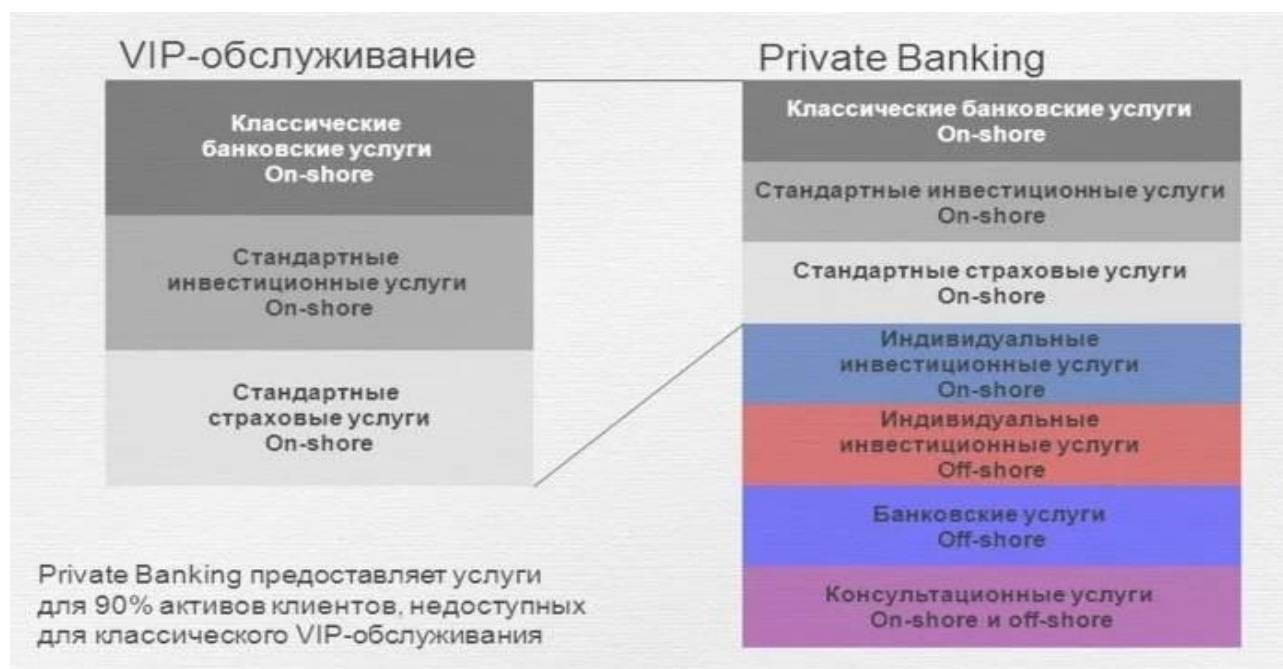 VIP-обслуживание
Классические
банковские услуги
On-shore
Стандартные
инвестиционные услуги
On-shore
Стандартные
страховые услуги
On-shore
Private Banking предоставляет услуги
для 90% активов клиентов, недоступных
для классического VIP-обслуживания
Private Banking
Классические банковские услуги
On-shore
Стандартные инвестиционные услуги
On-shore
Стандартные страховые услуги
On-shore
Индивидуальные
инвестиционные услуги
On-shore
Индивидуальные
инвестиционные услуги
Off-shore
Банковские услуги
Off-shore
Консультационные услуги
On-shore и off-shore